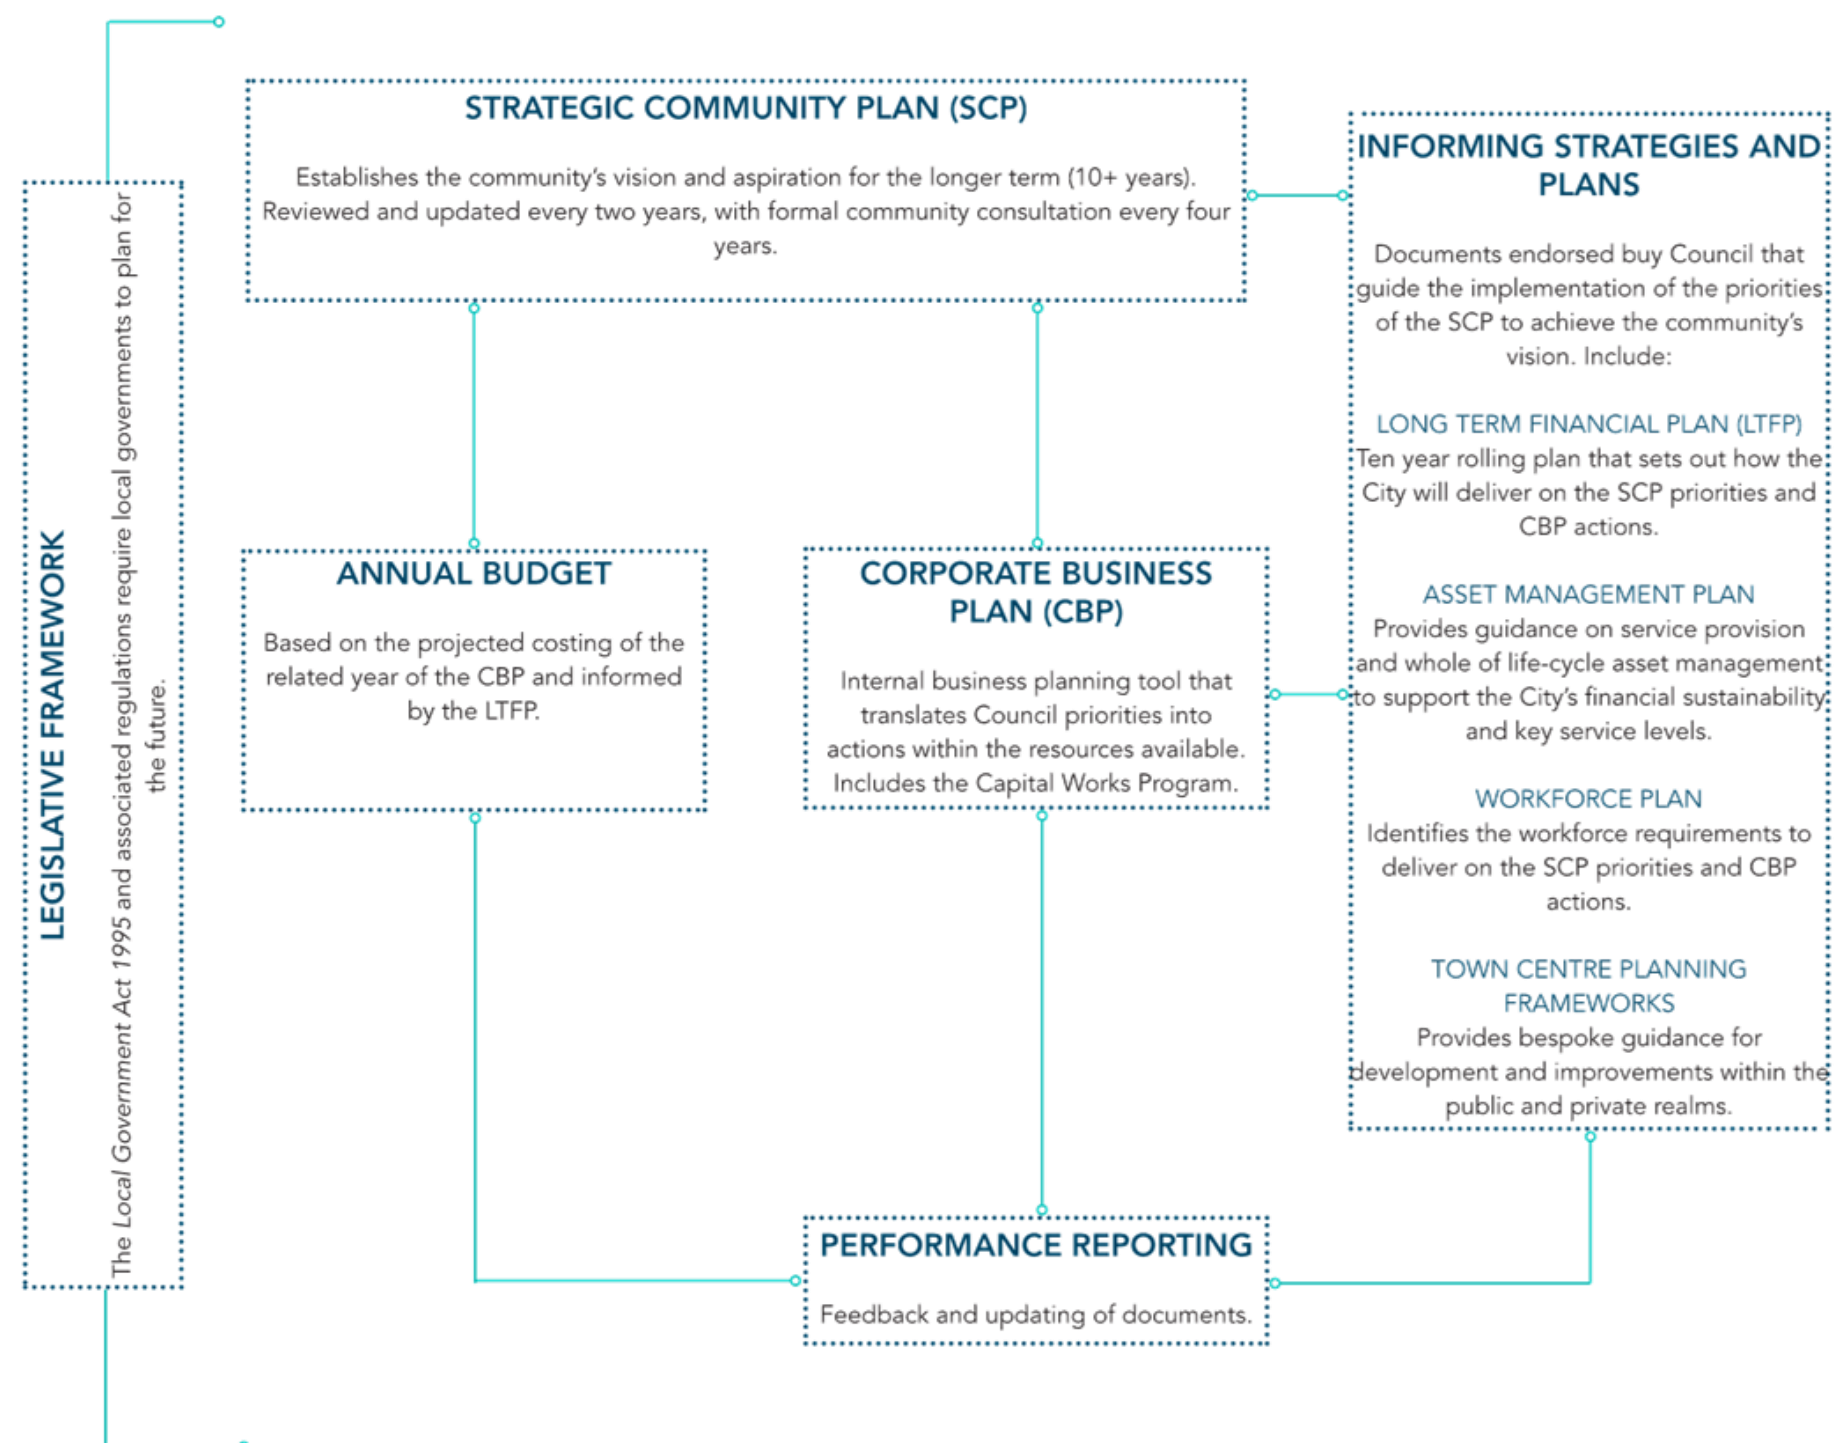 LEGISLATIVE FRAMEWORK
The Local Government Act 1995 and associated regulations require local governments to plan for
the future.
STRATEGIC COMMUNITY PLAN (SCP)
Establishes the community's vision and aspiration for the longer term (10+ years).
Reviewed and updated every two years, with formal community consultation every four
years.
ANNUAL BUDGET
Based on the projected costing of the
related year of the CBP and informed
by the LTFP.
CORPORATE BUSINESS
PLAN (CBP)
Internal business planning tool that
translates Council priorities into
actions within the resources available.
Includes the Capital Works Program.
INFORMING STRATEGIES AND
PLANS
Documents endorsed buy Council that
guide the implementation of the priorities
of the SCP to achieve the community's
vision. Include:
LONG TERM FINANCIAL PLAN (LTFP)
Ten year rolling plan that sets out how the
City will deliver on the SCP priorities and
CBP actions.
ASSET MANAGEMENT PLAN
Provides guidance on service provision
and whole of life-cycle asset management
to support the City's financial sustainability
and key service levels.
WORKFORCE PLAN
Identifies the workforce requirements to
deliver on the SCP priorities and CBP
actions.
TOWN CENTRE PLANNING
FRAMEWORKS
Provides bespoke guidance for
development and improvements within the
public and private realms.
PERFORMANCE REPORTING
Feedback and updating of documents.